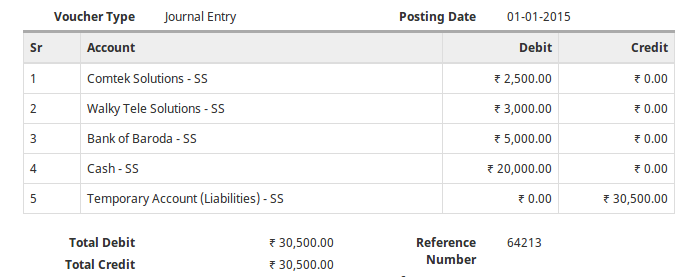 Voucher Type Journal Entry Posting Date 01-01-2015
Sr Account Debit Credit
1 Comtek Solutions - SS ₹ 2,500.00 ₹ 0.00
2 Walky Tele Solutions - SS ₹ 3,000.00 ₹ 0.00
3 Bank of Baroda - SS ₹ 5,000.00 ₹ 0.00
4 Cash - SS ₹ 20,000.00 ₹ 0.00
5 Temporary Account (Liabilities) - SS ₹ 0.00 ₹ 30,500.00
Total Debit ₹ 30,500.00 Reference 64213
Number
Total Credit ₹ 30,500.00